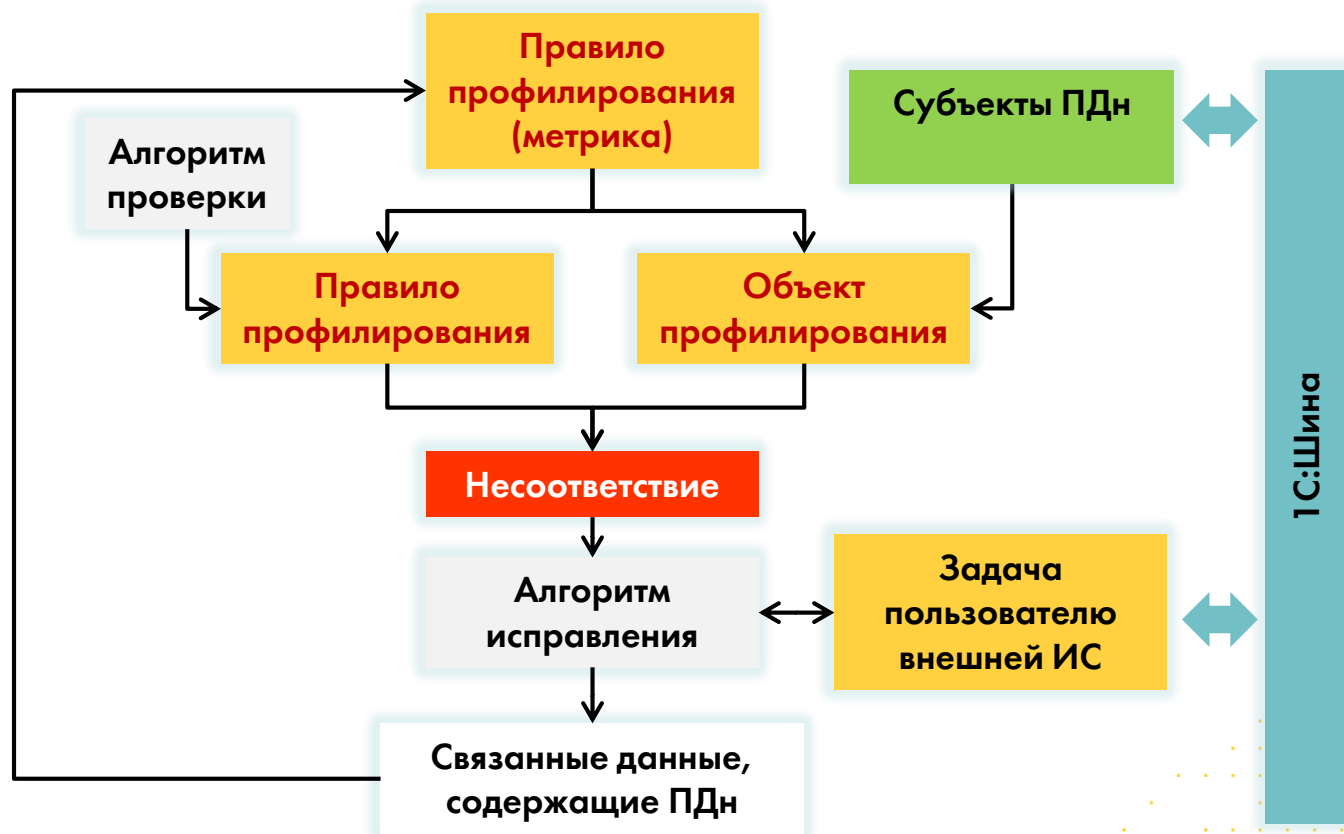 Правило
профилирования
(метрика)
Субъекты ПДн
Алгоритм
проверки
Правило
профилирования
Объект
профилирования
1С:Шина
Несоответствие
Алгоритм
исправления
Задача
пользователю
внешней ИС
Связанные данные,
содержащие ПДн